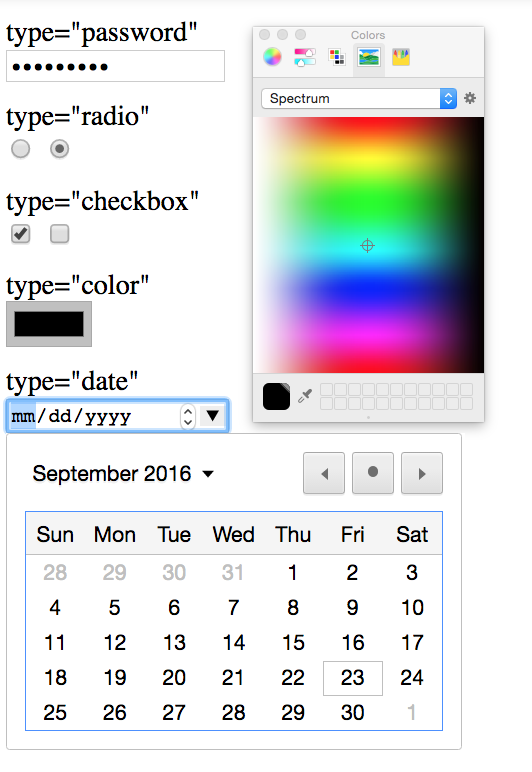 type="password"
•••••••••
type="radio"
type="checkbox"
type="color"
type="date"
mm/dd/yyyy
Colors
Spectrum
September 2016
Sun Mon Tue Wed Thu Fri Sat
28 29 30 31 1 2 3
4 5 6 7 8 9 10
11 12 13 14 15 16 17
18 19 20 21 22 23 24
25 26 27 28 29 30 1